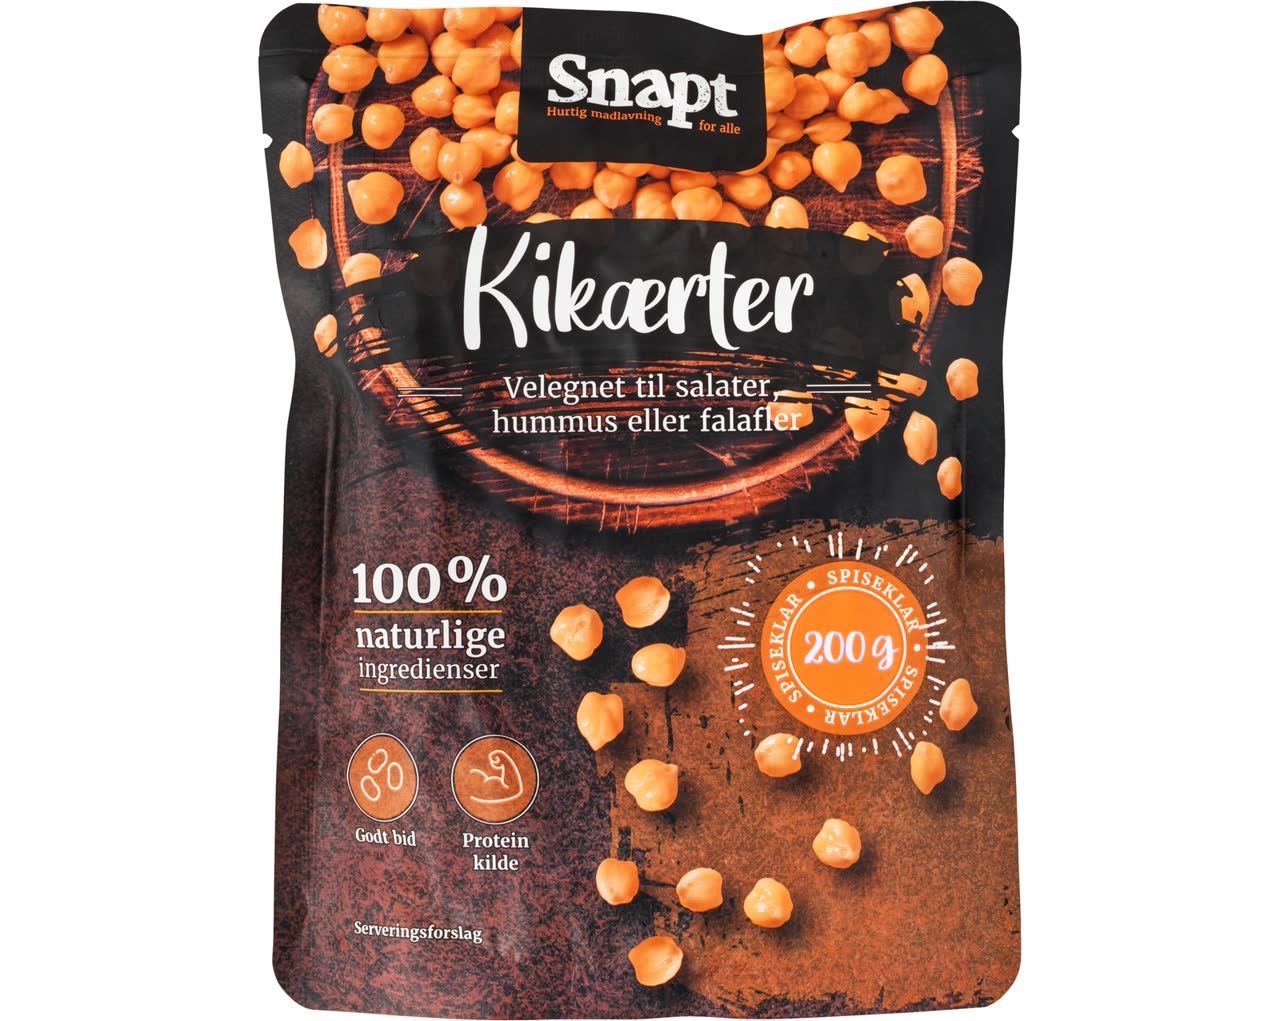 Snapt
Hurtig madlavning for alle
Kikærter
Velegnet til salater,
hummus eller falafler
100%
naturlige
ingredienser
SPISEKLAR • SPISEKLAR • SPISEKLAR • SPISEKLAR •
200 g
Godt bid
Protein
kilde
Serveringsforslag